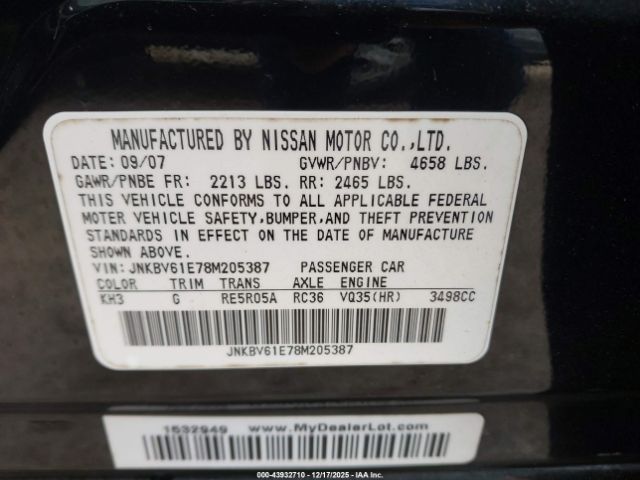 MANUFACTURED BY NISSAN MOTOR CO.,LTD.
DATE: 09/07 GVWR/PNBV: 4658 LBS.
GAWR/PNBE FR: 2213 LBS. RR: 2465 LBS.
THIS VEHICLE CONFORMS TO ALL APPLICABLE FEDERAL
MOTOR VEHICLE SAFETY,BUMPER,AND THEFT PREVENTION
STANDARDS IN EFFECT ON THE DATE OF MANUFACTURE
SHOWN ABOVE.
VIN: JNKBV61E78M205387 PASSENGER CAR
COLOR TRIM TRANS AXLE ENGINE
KH3 G RE5R05A RC36 VQ35(HR) 3498CC
JNKBV61E78M205387
1532949 www.MyDealerLot.com
000-43932710 - 12/17/2025 - IAA Inc.